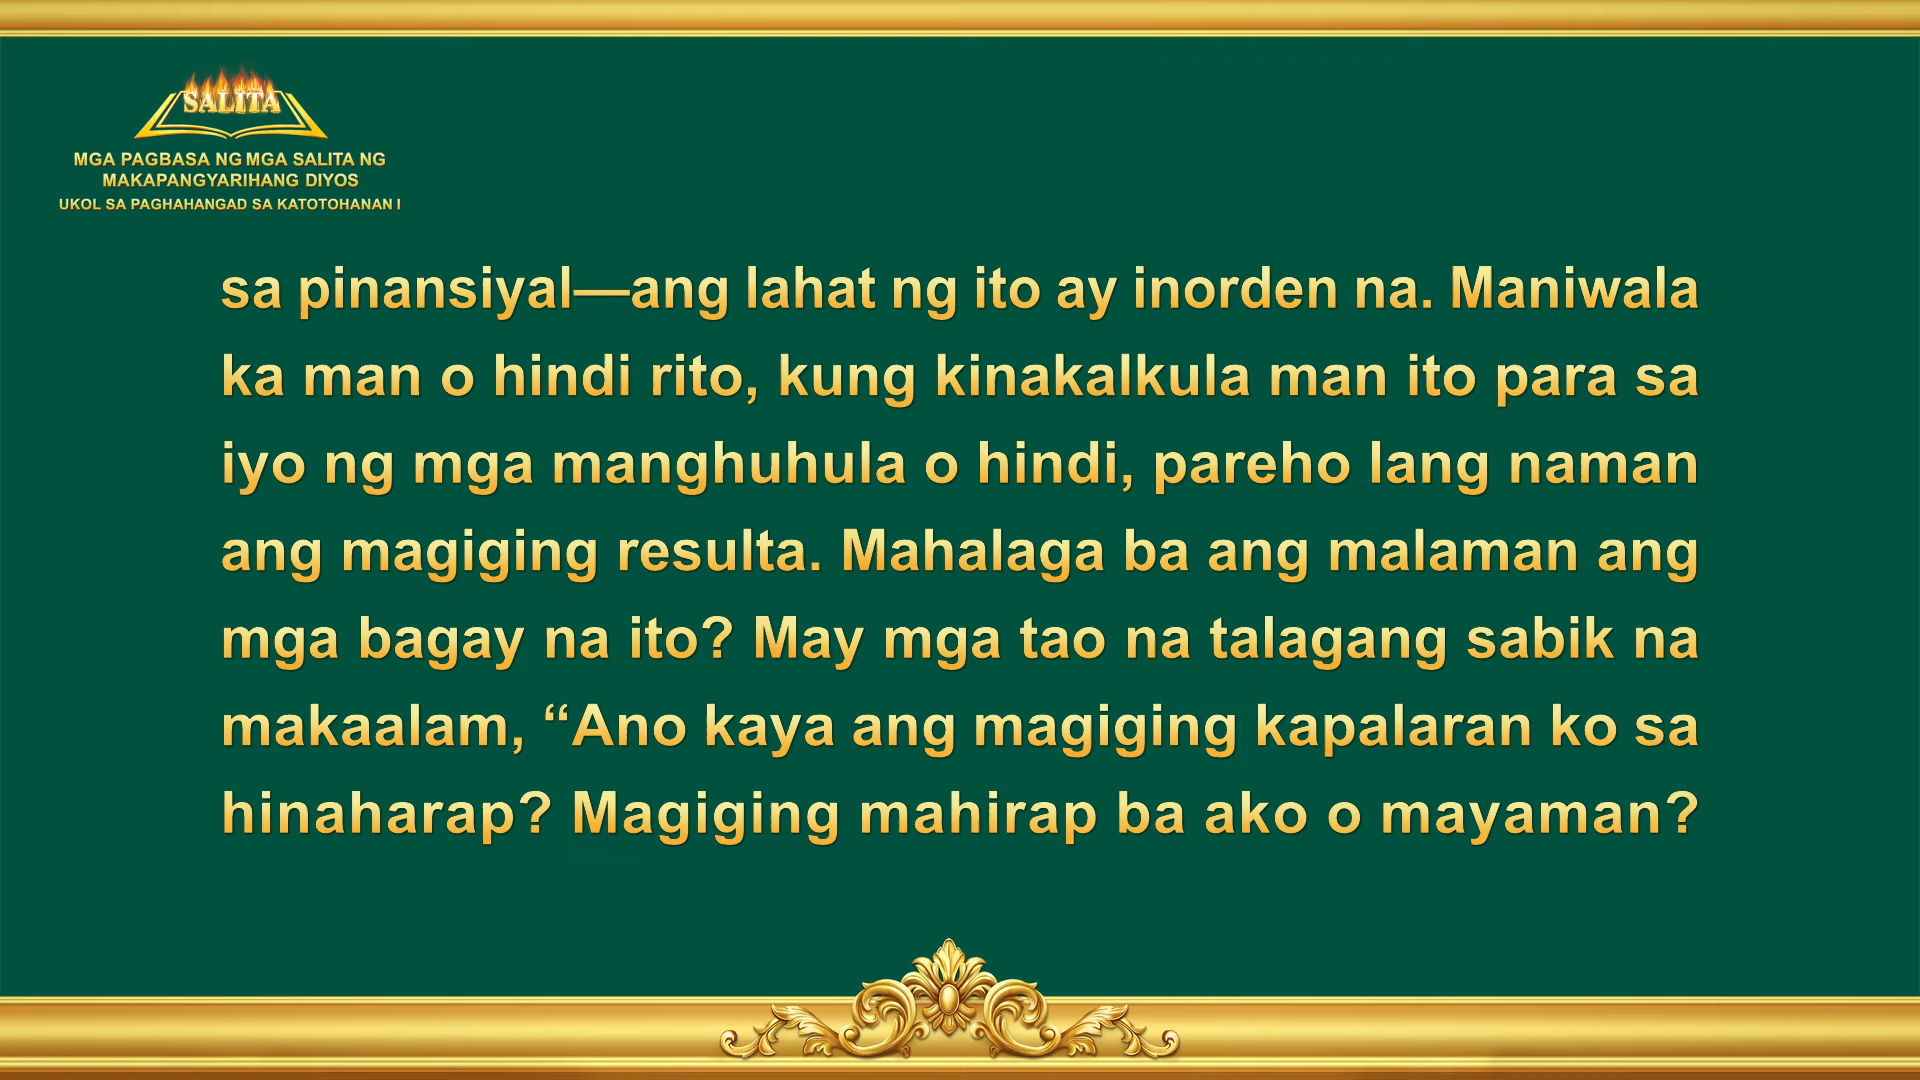 SALITA
MGA PAGBASA NG MGA SALITA NG
MAKAPANGYARIHANG DIYOS
UKOL SA PAGHAHANGAD SA KATOTOHANAN I
sa pinansiyal—ang lahat ng ito ay inorden na. Maniwala
ka man o hindi rito, kung kinakalkula man ito para sa
iyo ng mga manghuhula o hindi, pareho lang naman
ang magiging resulta. Mahalaga ba ang malaman ang
mga bagay na ito? May mga tao na talagang sabik na
makaalam, “Ano kaya ang magiging kapalaran ko sa
hinaharap? Magiging mahirap ba ako o mayaman?